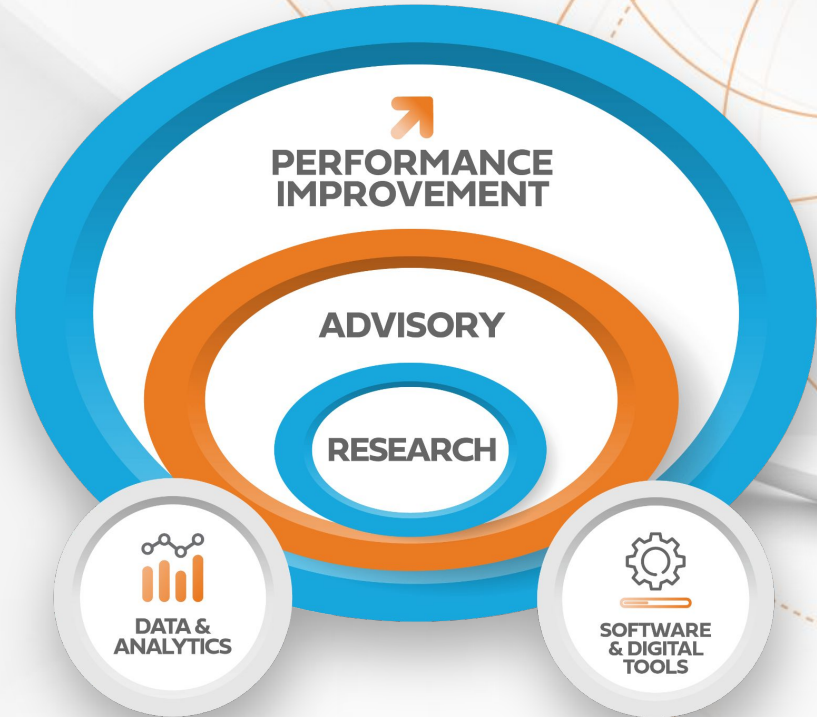 PERFORMANCE
IMPROVEMENT
ADVISORY
RESEARCH
DATA &
ANALYTICS
SOFTWARE
& DIGITAL
TOOLS